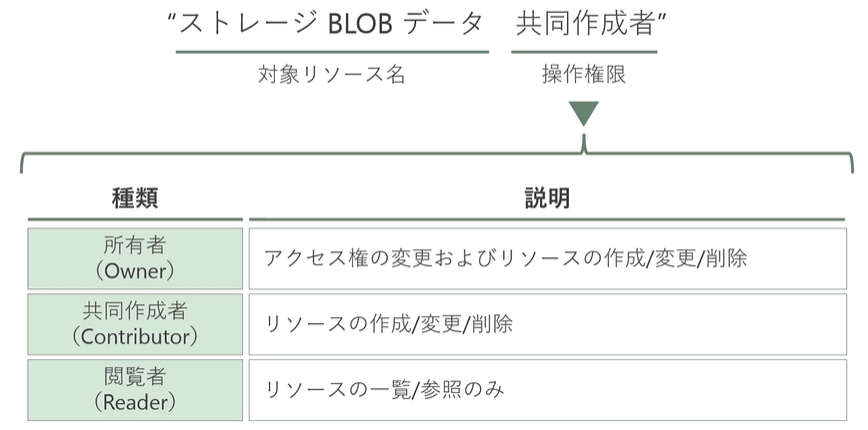 “ストレージ BLOB データ 共同作成者”
対象リソース名 操作権限
種類 説明
所有者
（Owner）
アクセス権の変更およびリソースの作成/変更/削除
共同作成者
（Contributor）
リソースの作成/変更/削除
閲覧者
（Reader）
リソースの一覧/参照のみ